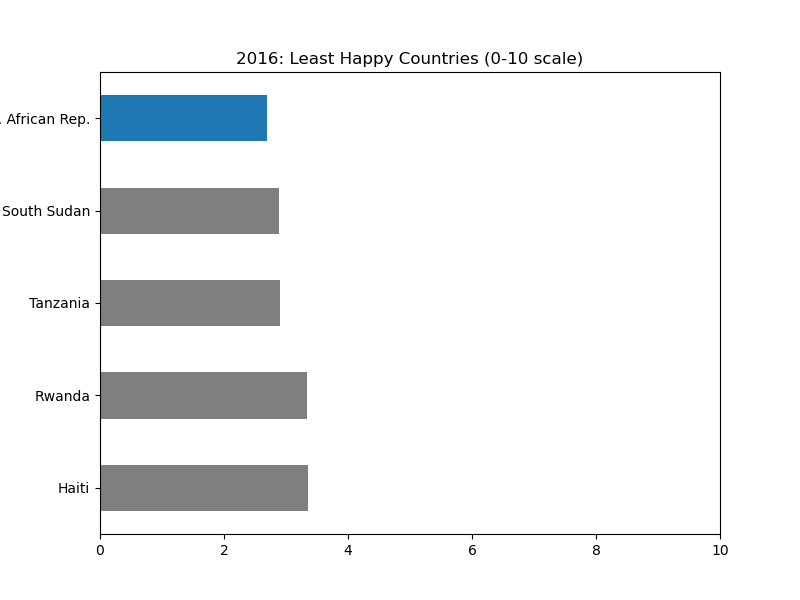 2016: Least Happy Countries (0-10 scale)
. African Rep.
South Sudan
Tanzania
Rwanda
Haiti
0 2 4 6 8 10